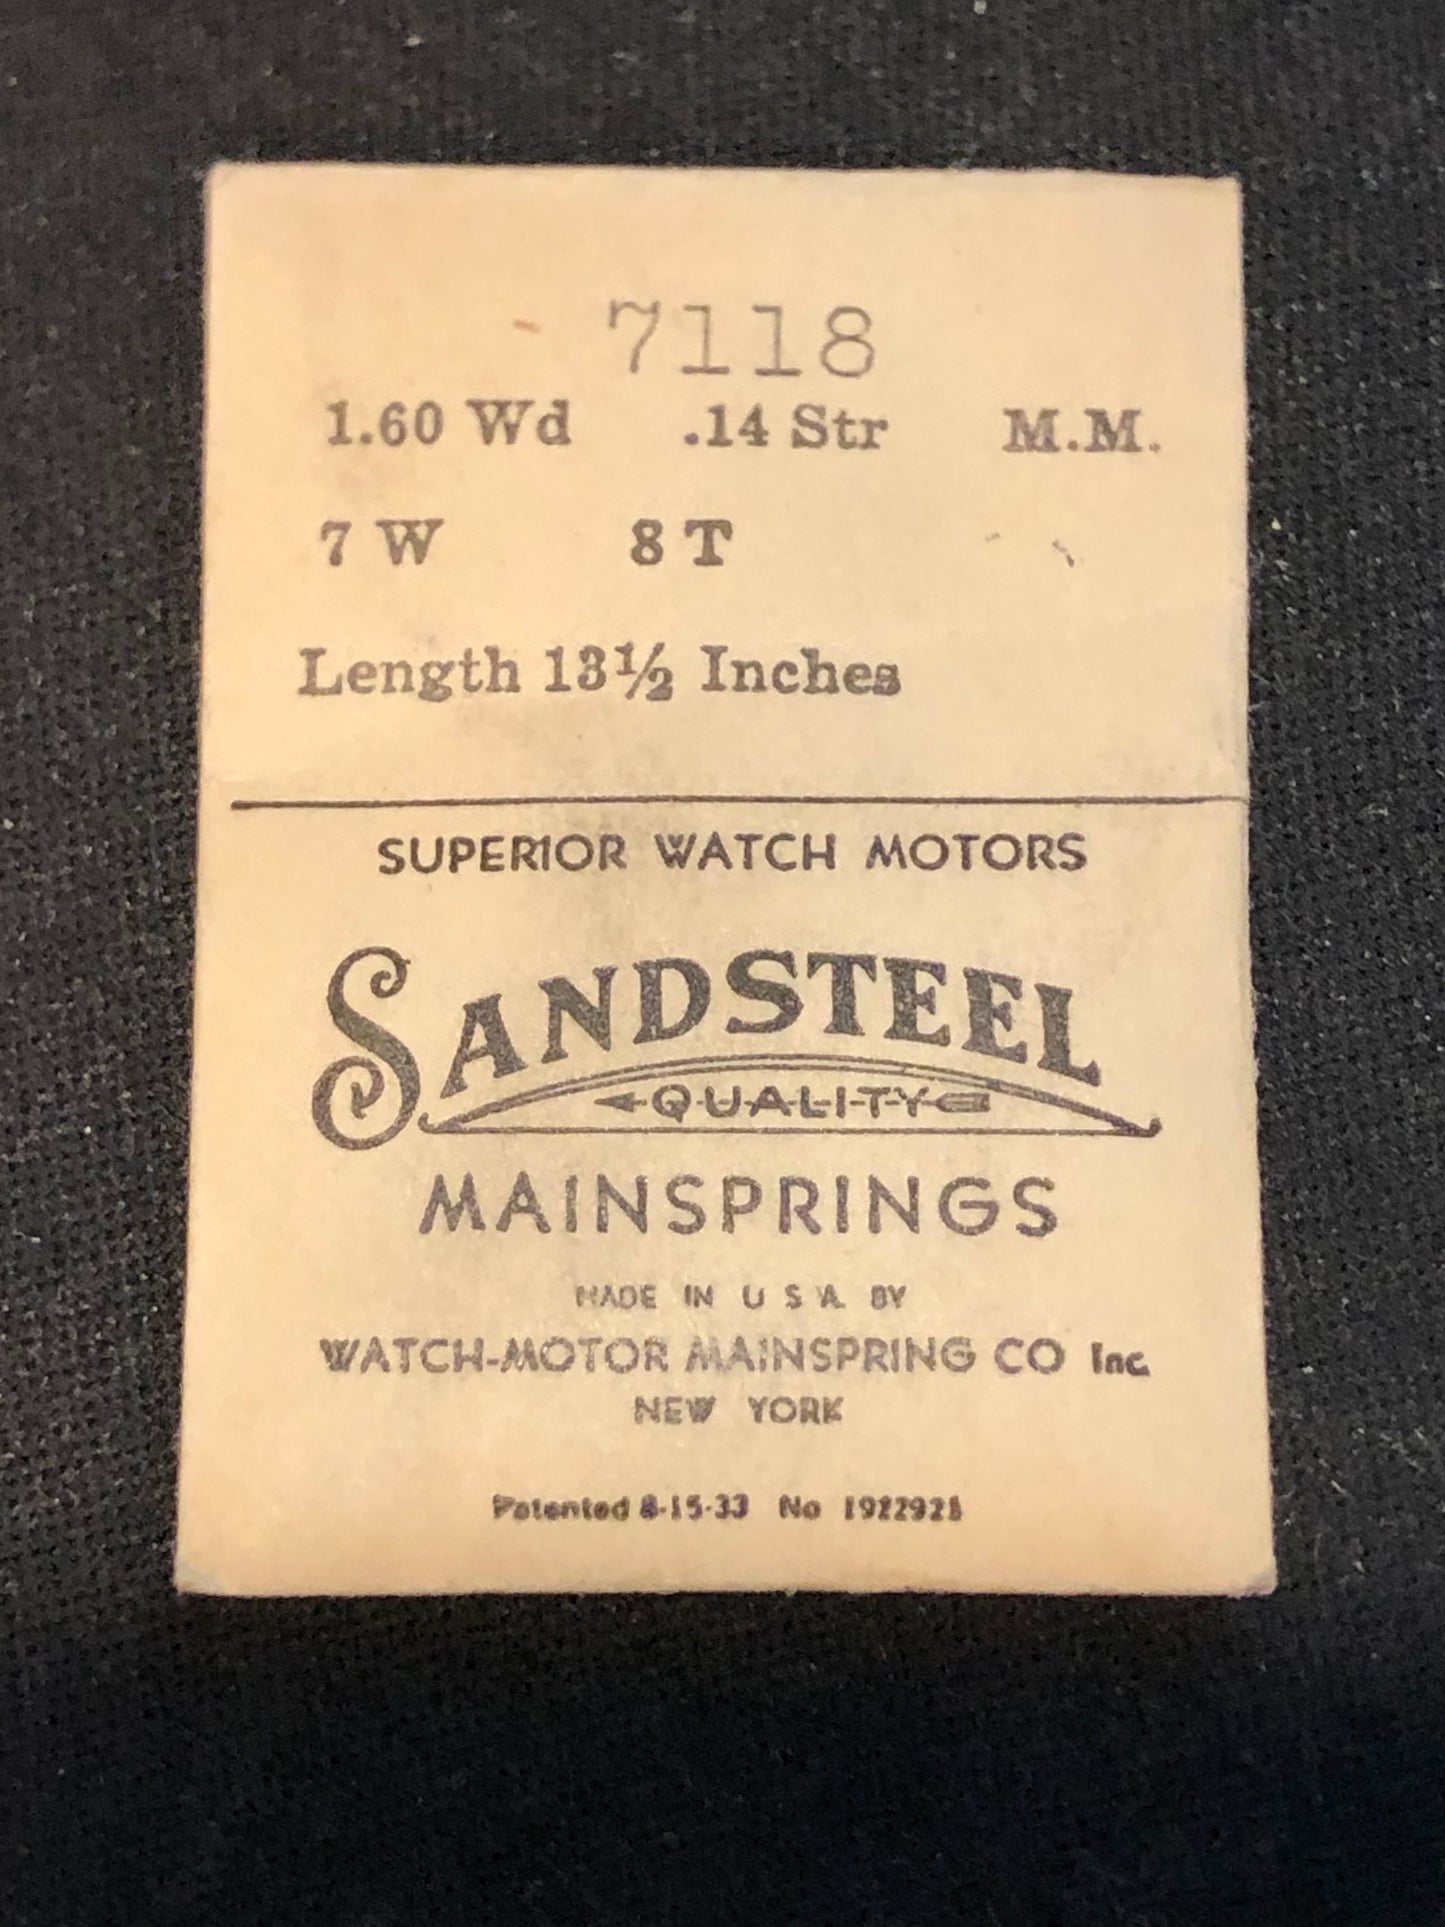 7118
1.60 Wd .14 Str M.M.
7 W 8 T
Length 13½ Inches
SUPERIOR WATCH MOTORS
SANDSTEEL
QUALITY
MAINSPRINGS
MADE IN U S A. BY
WATCH-MOTOR MAINSPRING CO Inc.
NEW YORK
Patented 8-15-33 No 1922921